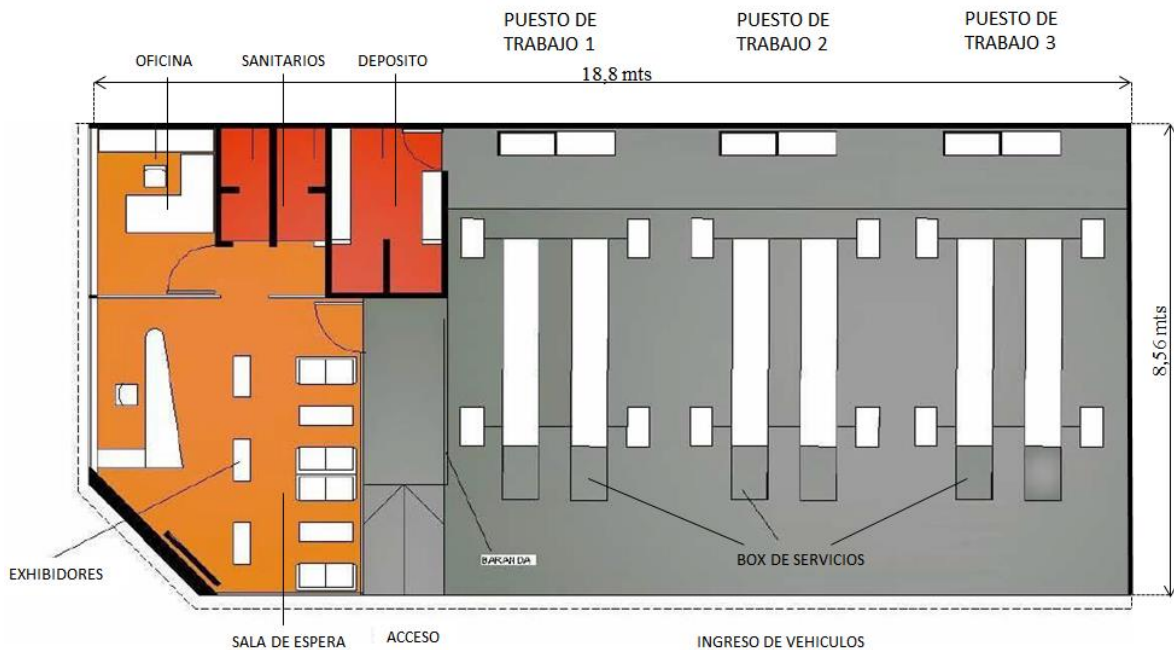 PUESTO DE
TRABAJO 1
PUESTO DE
TRABAJO 2
PUESTO DE
TRABAJO 3
OFICINA
SANITARIOS
DEPOSITO
18,8 mts
8,56 mts
BARANDA
EXHIBIDORES
BOX DE SERVICIOS
SALA DE ESPERA
ACCESO
INGRESO DE VEHICULOS